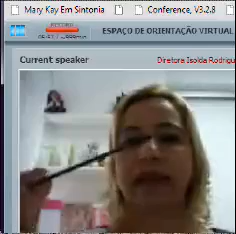 Mary Kay Em Sintonia
Conference, V3.2.8
ESPAÇO DE ORIENTAÇÃO VIRTUAL
Current speaker
Diretora Isolda Rodrigu